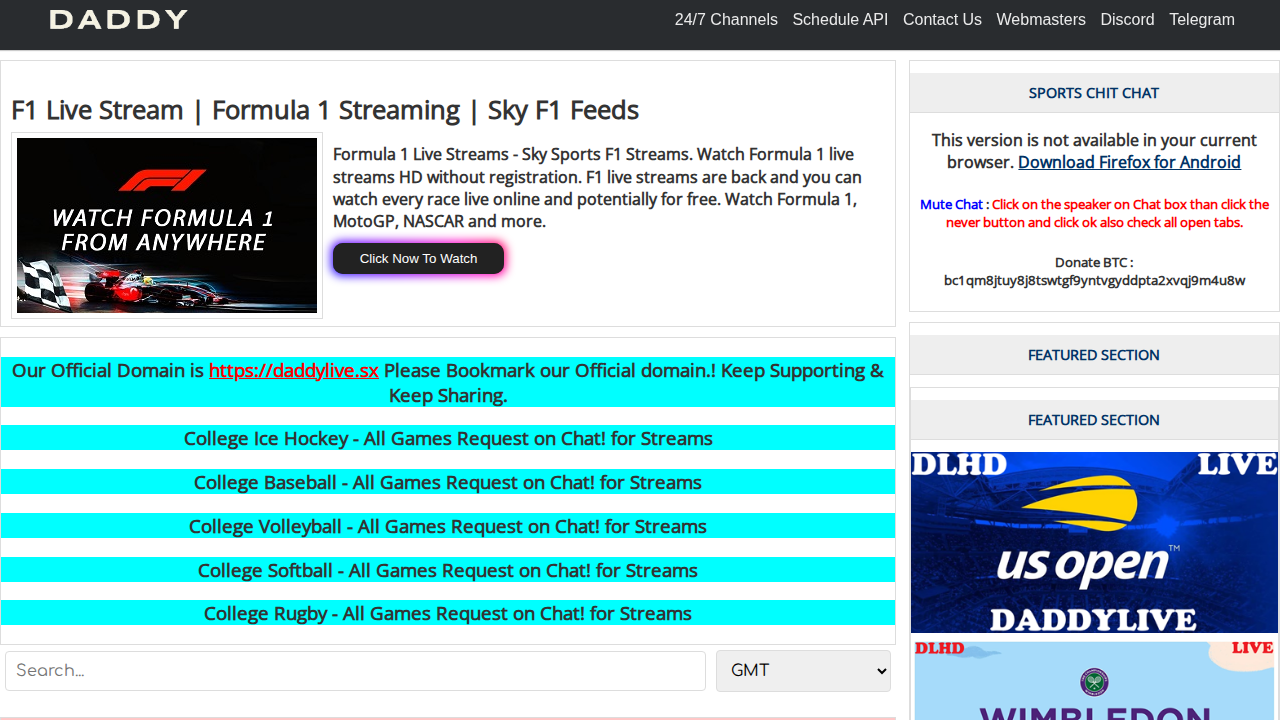 DADDY
24/7 Channels Schedule API Contact Us Webmasters Discord Telegram
F1 Live Stream | Formula 1 Streaming | Sky F1 Feeds
WATCH FORMULA 1
FROM ANYWHERE
Formula 1 Live Streams - Sky Sports F1 Streams. Watch Formula 1 live
streams HD without registration. F1 live streams are back and you can
watch every race live online and potentially for free. Watch Formula 1,
MotoGP, NASCAR and more.
Click Now To Watch
Our Official Domain is https://daddylive.sx Please Bookmark our Official domain.! Keep Supporting &
Keep Sharing.
College Ice Hockey - All Games Request on Chat! for Streams
College Baseball - All Games Request on Chat! for Streams
College Volleyball - All Games Request on Chat! for Streams
College Softball - All Games Request on Chat! for Streams
College Rugby - All Games Request on Chat! for Streams
Search...
GMT
SPORTS CHIT CHAT
This version is not available in your current
browser. Download Firefox for Android
Mute Chat : Click on the speaker on Chat box than click the
never button and click ok also check all open tabs.
Donate BTC :
bc1qm8jtuy8j8tswtgf9yntvgyddpta2xvqj9m4u8w
FEATURED SECTION
FEATURED SECTION
DLHD LIVE
us open TM
DADDYLIVE
DLHD LIVE
WIMBLEDON